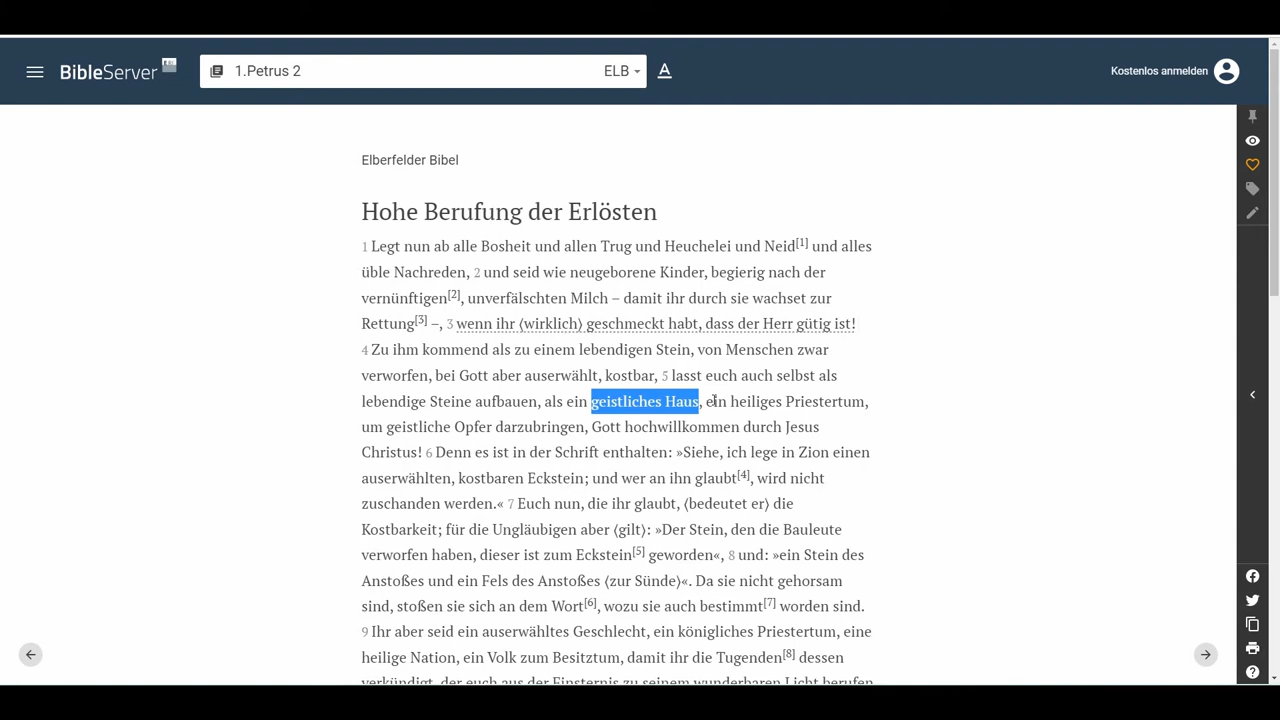 BibleServer
1.Petrus 2
ELB
A
Kostenlos anmelden
Elberfelder Bibel
Hohe Berufung der Erlösten
1 Legt nun ab alle Bosheit und allen Trug und Heuchelei und Neid[1] und alles
üble Nachreden, 2 und seid wie neugeborene Kinder, begierig nach der
vernünftigen[2], unverfälschten Milch – damit ihr durch sie wachset zur
Rettung[3] –, 3 wenn ihr ⟨wirklich⟩ geschmeckt habt, dass der Herr gütig ist!
4 Zu ihm kommend als zu einem lebendigen Stein, von Menschen zwar
verworfen, bei Gott aber auserwählt, kostbar, 5 lasst euch auch selbst als
lebendige Steine aufbauen, als ein geistliches Haus, ein heiliges Priestertum,
um geistliche Opfer darzubringen, Gott hochwillkommen durch Jesus
Christus! 6 Denn es ist in der Schrift enthalten: »Siehe, ich lege in Zion einen
auserwählten, kostbaren Eckstein; und wer an ihn glaubt[4], wird nicht
zuschanden werden.« 7 Euch nun, die ihr glaubt, ⟨bedeutet er⟩ die
Kostbarkeit; für die Ungläubigen aber ⟨gilt⟩: »Der Stein, den die Bauleute
verworfen haben, dieser ist zum Eckstein[5] geworden«, 8 und: »ein Stein des
Anstoßes und ein Fels des Anstoßes ⟨zur Sünde⟩«. Da sie nicht gehorsam
sind, stoßen sie sich an dem Wort[6], wozu sie auch bestimmt[7] worden sind.
9 Ihr aber seid ein auserwähltes Geschlecht, ein königliches Priestertum, eine
heilige Nation, ein Volk zum Besitztum, damit ihr die Tugenden[8] dessen
verkündigt, der euch aus der Finsternis zu seinem wunderbaren Licht berufen